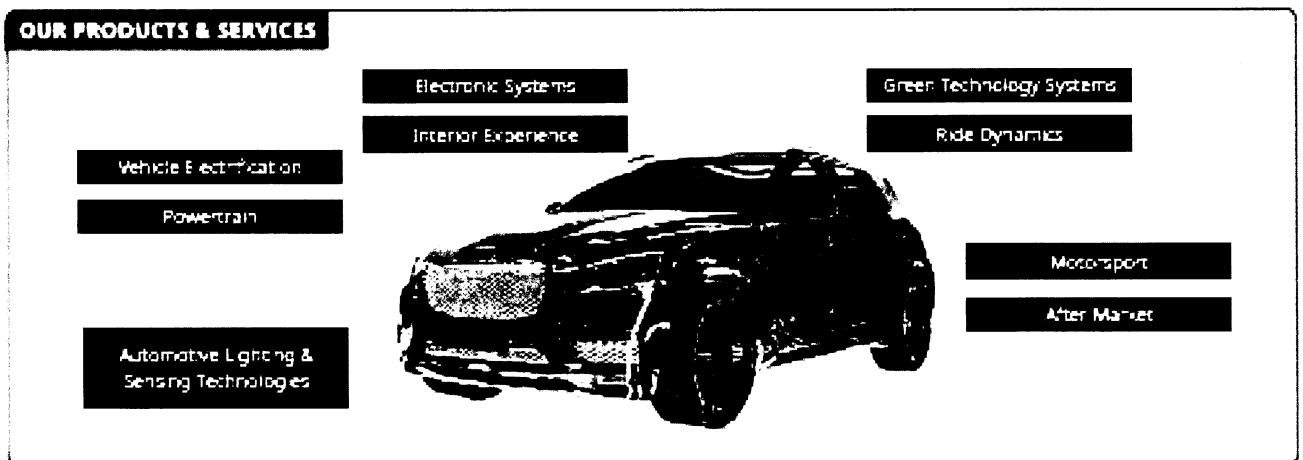 OUR PRODUCTS & SERVICES
Electronic Systems
Green Technology Systems
Interior Experience
Ride Dynamics
Vehicle Electrification
Powertrain
Motorsport
After Market
Automotive Lighting &
Sensing Technologies